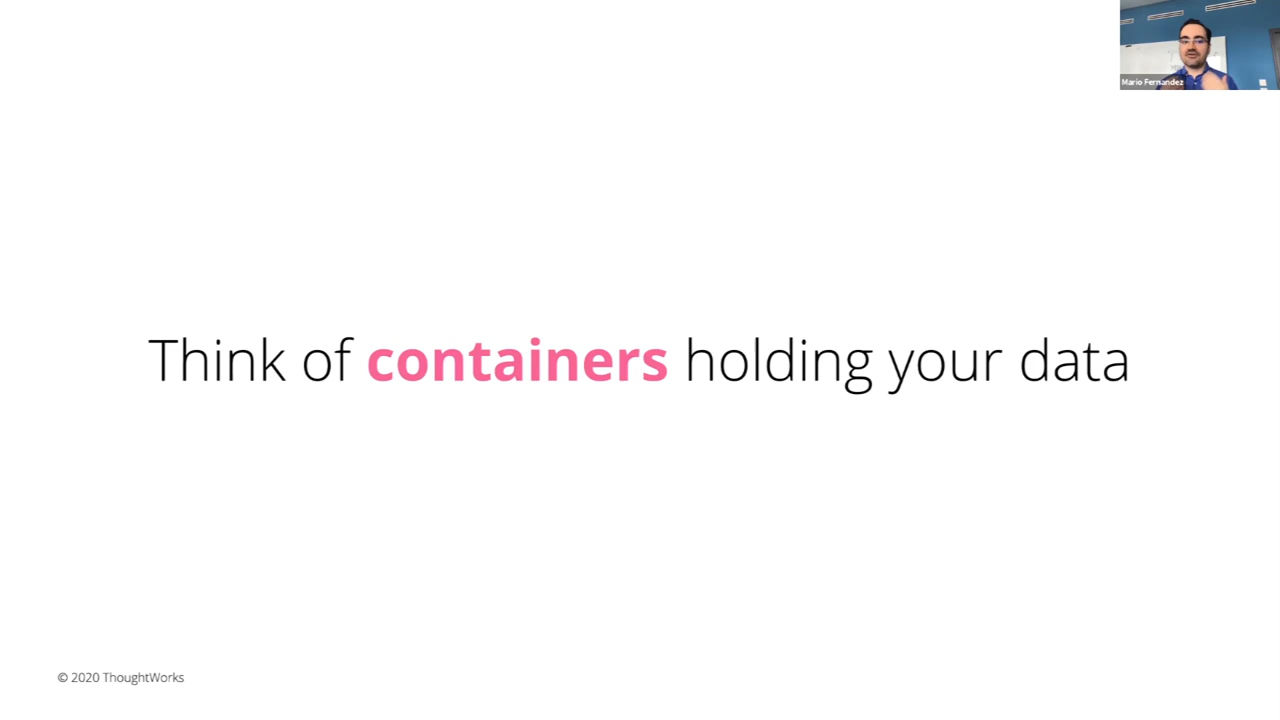 Mario Fernandez
Think of containers holding your data
© 2020 ThoughtWorks